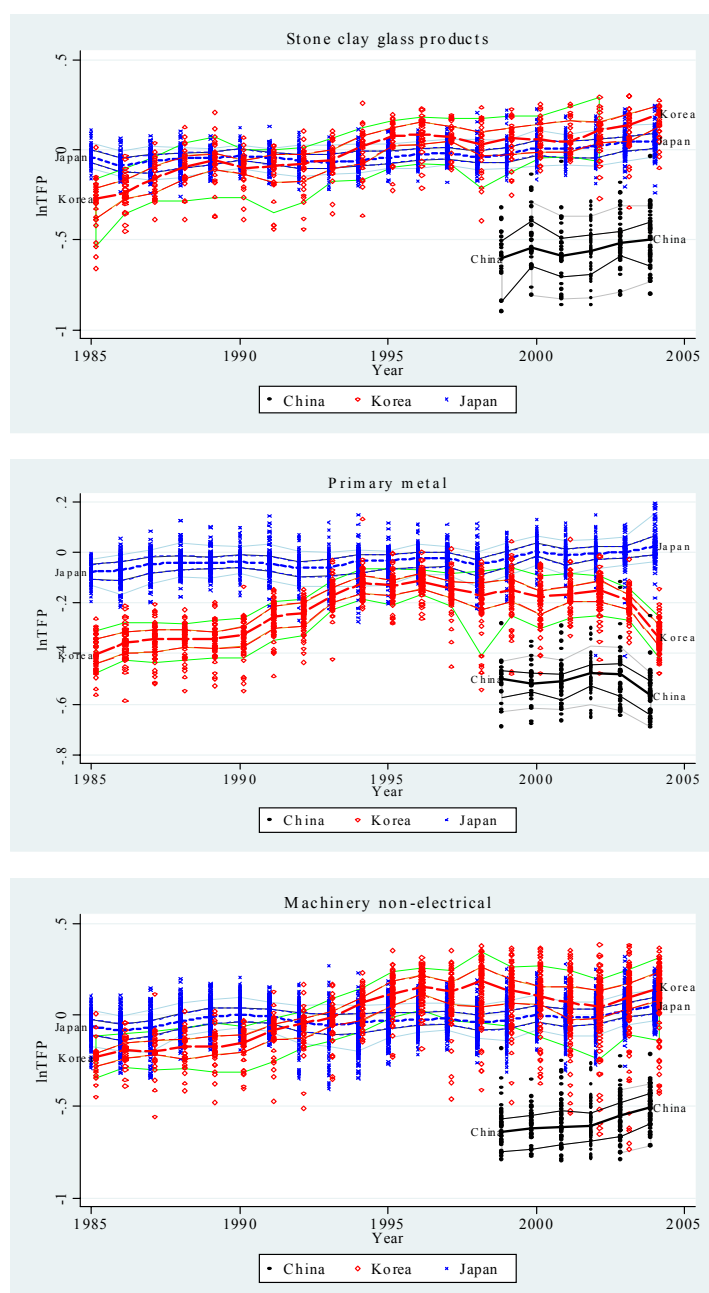 Stone clay glass products
.5
0
-.5
-1
lnTFP
Japan
Korea
China
Korea
Japan
China
1985 1990 1995 2000 2005
Year
China Korea Japan
Primary metal
.2
0
-.2
-.4
-.6
-.8
lnTFP
Japan
Korea
China
Japan
Korea
China
1985 1990 1995 2000 2005
Year
China Korea Japan
Machinery non-electrical
.5
0
-.5
-1
lnTFP
Japan
Korea
China
Korea
Japan
China
1985 1990 1995 2000 2005
Year
China Korea Japan